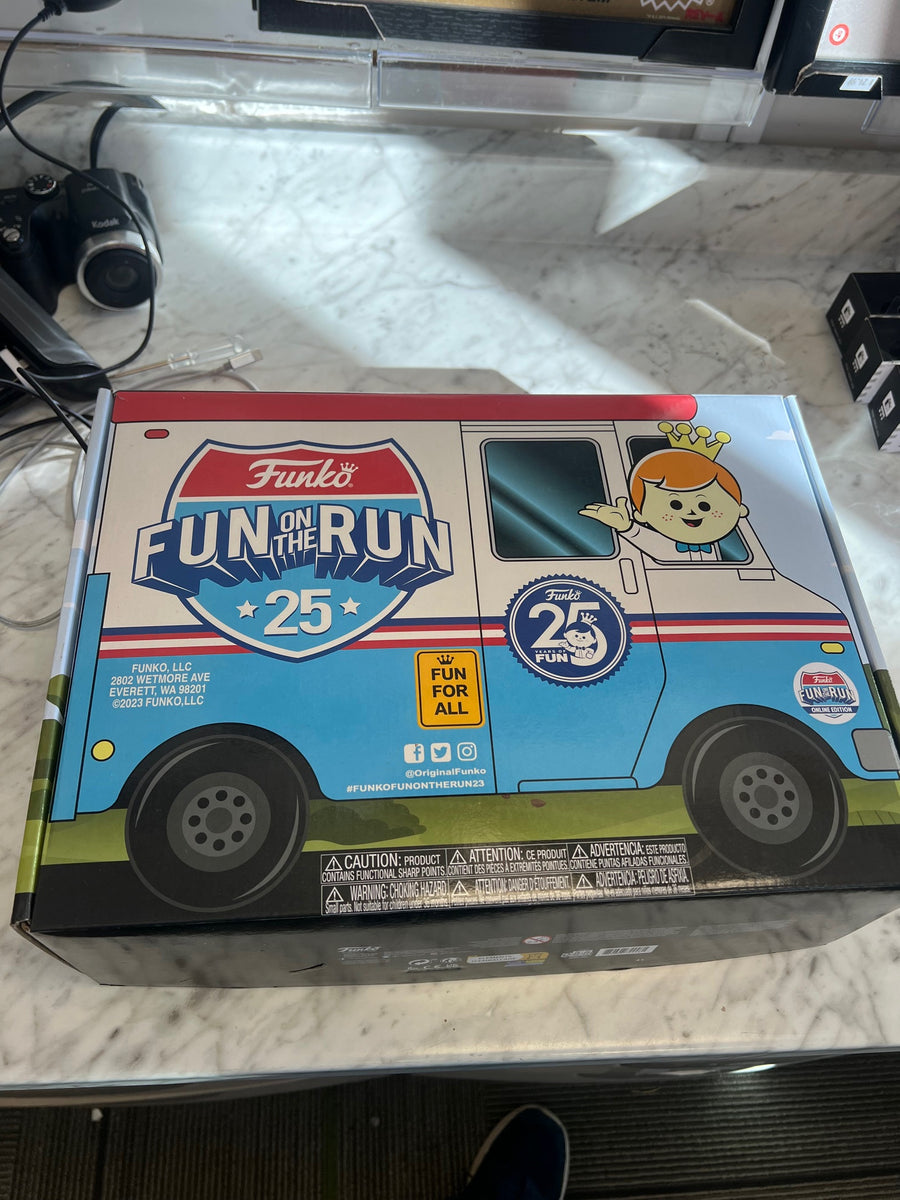 Kodak
Funko
FUN ON THE RUN
25
FUNKO, LLC
2802 WETMORE AVE
EVERETT, WA 98201
©2023 FUNKO,LLC
FUN
FOR
ALL
Funko
25
YEARS OF
FUN
@OriginalFunko
#FUNKOFUNONTHERUN23
Funko
FUN ON THE RUN
ONLINE EDITION
CAUTION: PRODUCT
CONTAINS FUNCTIONAL SHARP POINTS.
ATTENTION: CE PRODUIT
CONTIENT DES PIÈCES À EXTRÉMITÉS POINTUES.
ADVERTENCIA: ESTE PRODUCTO
CONTIENE PUNTAS AFILADAS FUNCIONALES.
WARNING: CHOKING HAZARD
ATTENTION: DANGER D'ÉTOUFFEMENT
ADVERTENCIA: PELIGRO DE ASFIXIA
Funko